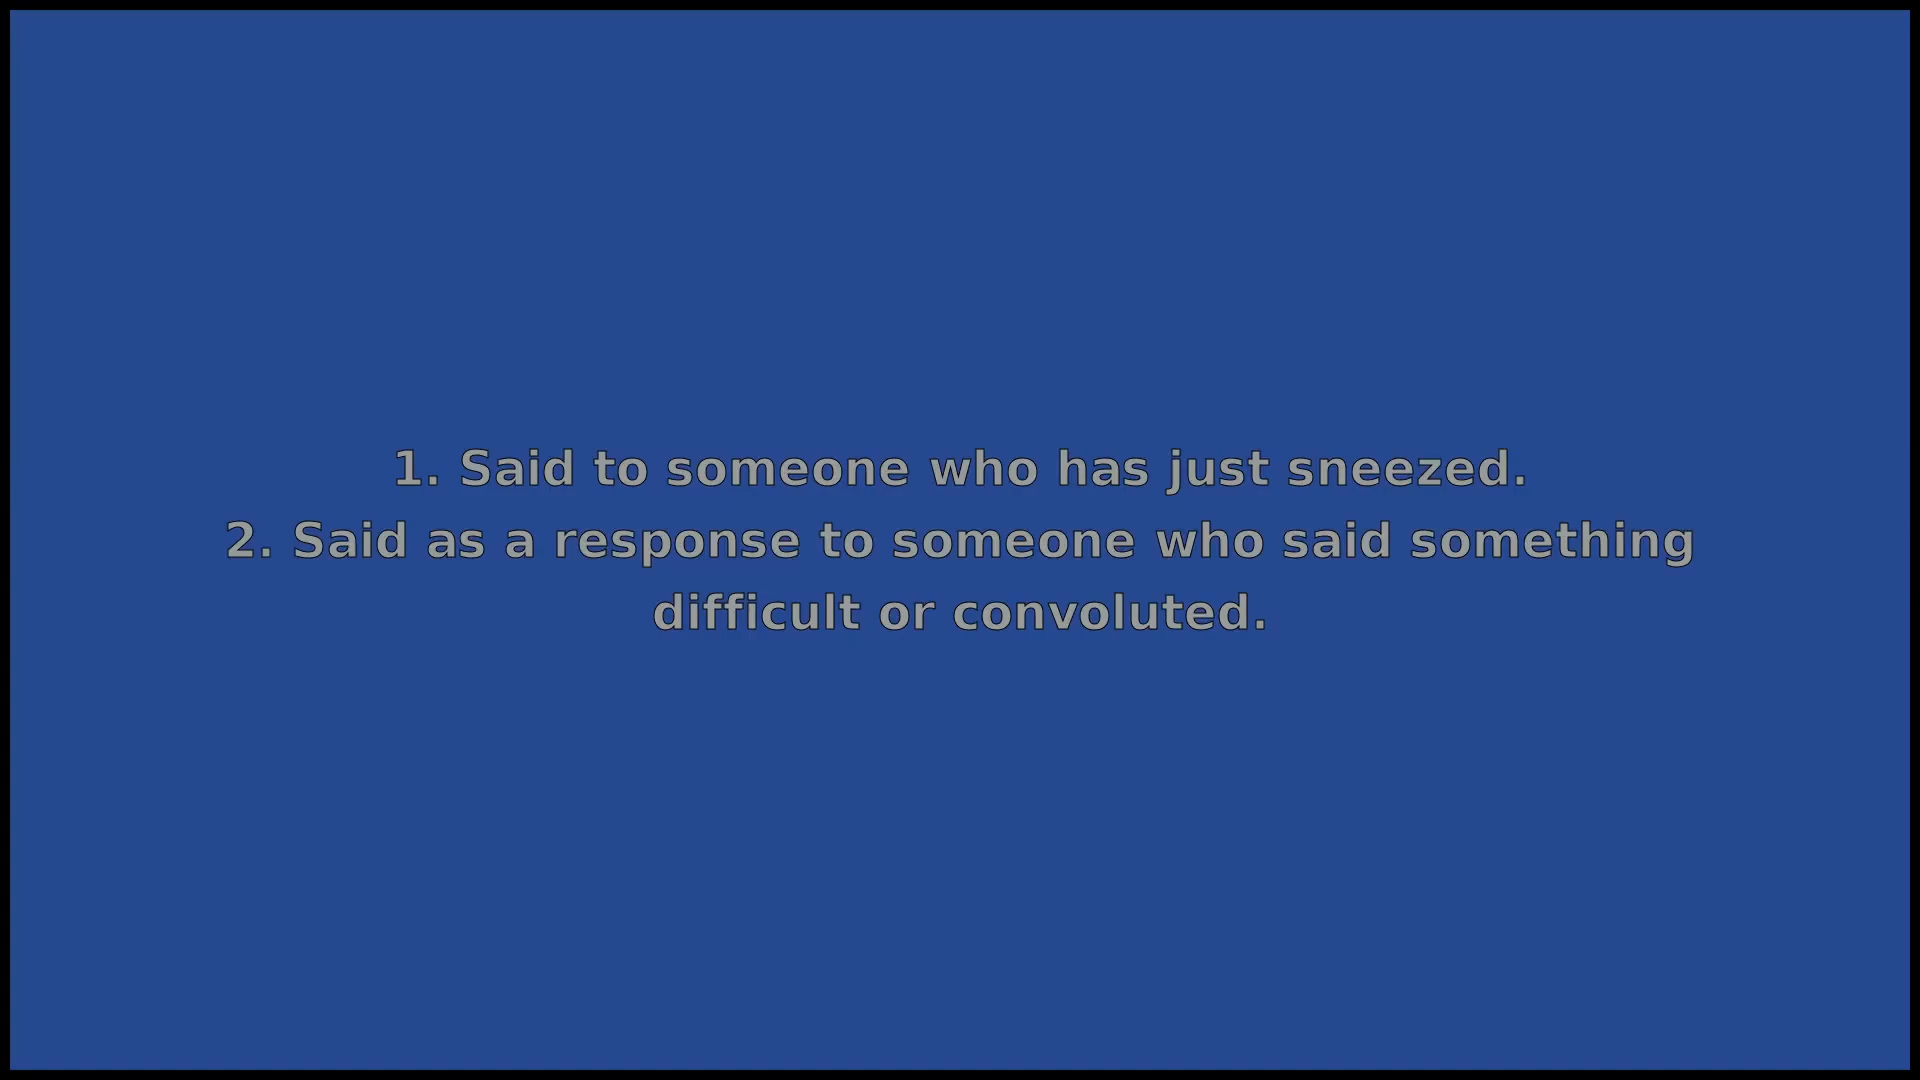 1. Said to someone who has just sneezed.
2. Said as a response to someone who said something
difficult or convoluted.